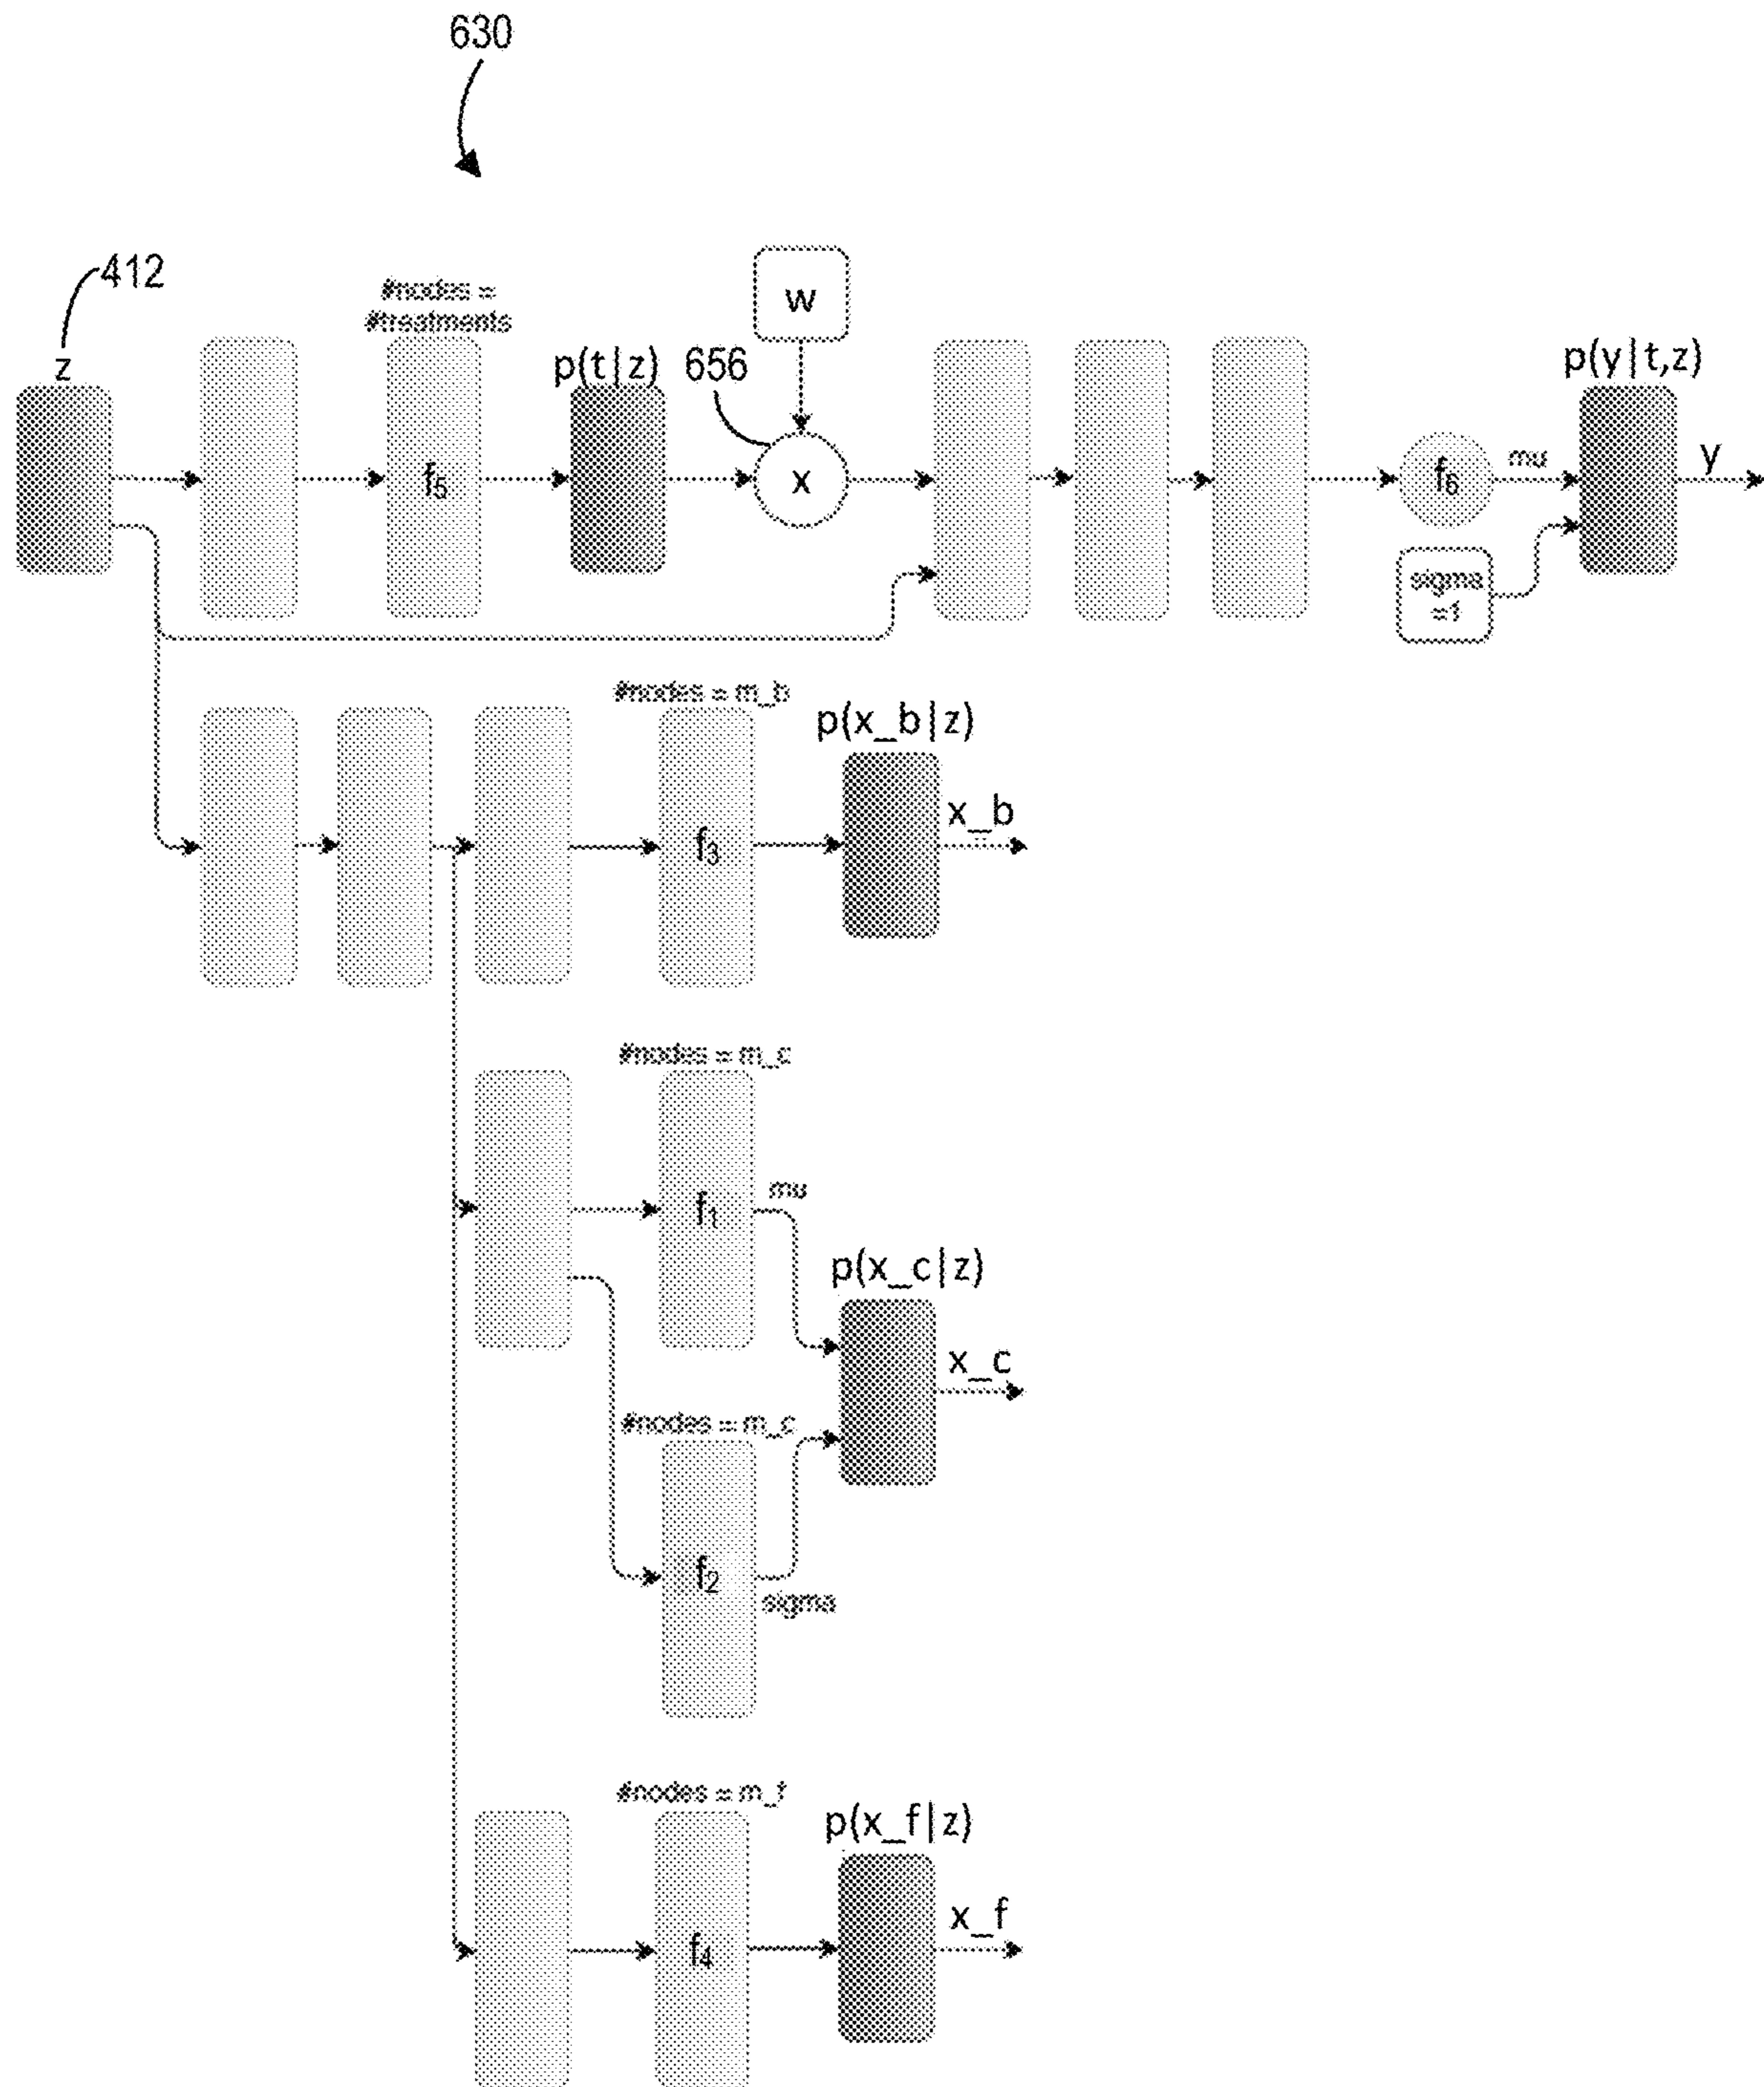 630
412
z
#nodes =
#treatments
f5
p(t|z)
656
w
x
f6
mu
sigma
=1
p(y|t,z)
y
#nodes = m_b
f3
p(x_b|z)
x_b
#nodes = m_c
f1
mu
p(x_c|z)
x_c
#nodes = m_c
f2
sigma
#nodes = m_f
f4
p(x_f|z)
x_f